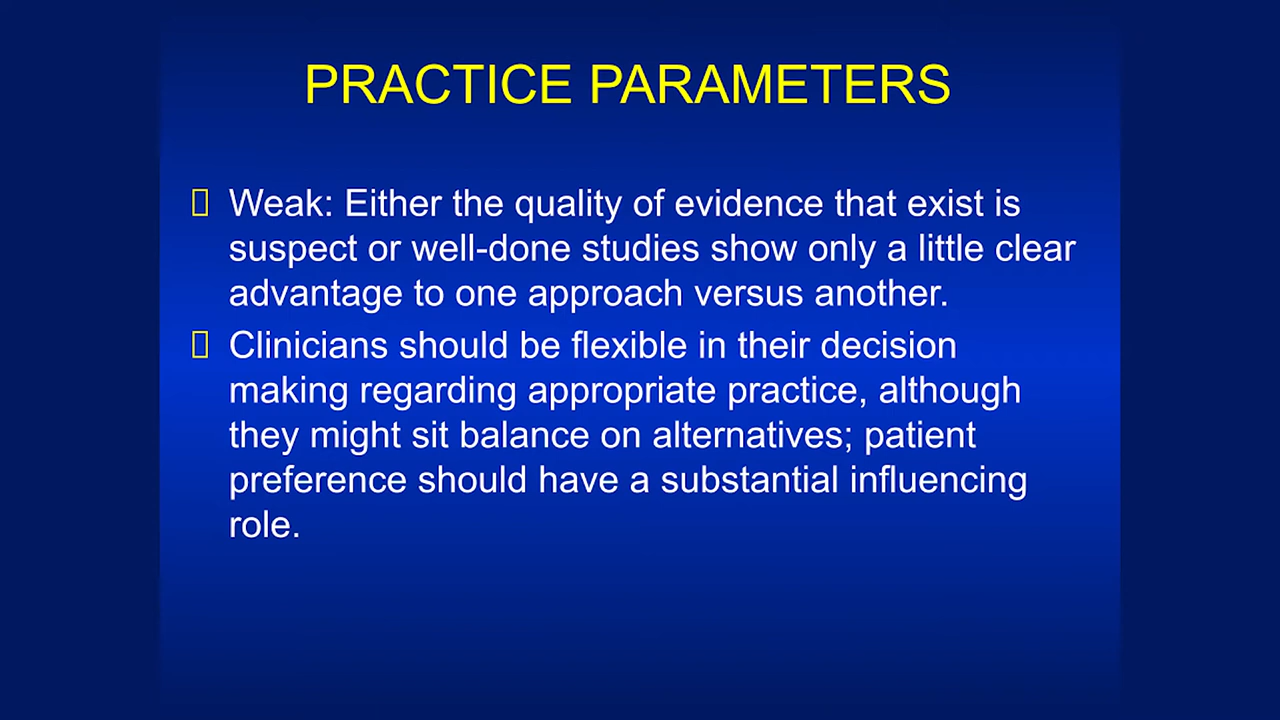 PRACTICE PARAMETERS
Weak: Either the quality of evidence that exist is
suspect or well-done studies show only a little clear
advantage to one approach versus another.
Clinicians should be flexible in their decision
making regarding appropriate practice, although
they might sit balance on alternatives; patient
preference should have a substantial influencing
role.